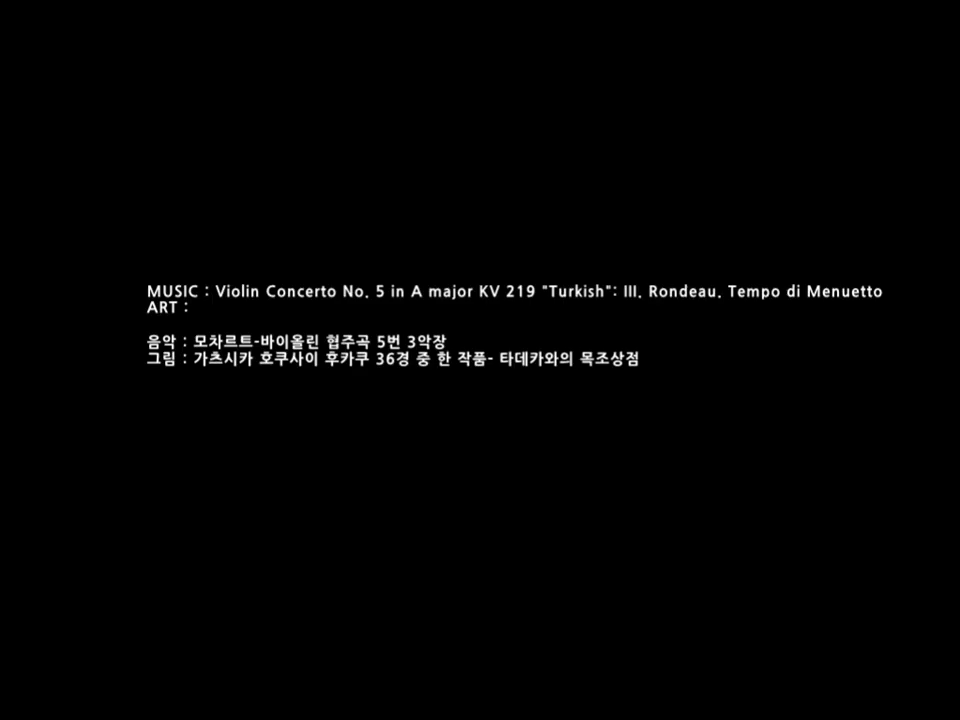 MUSIC : Violin Concerto No. 5 in A major KV 219 "Turkish": III. Rondeau. Tempo di Menuetto
ART :
음악 : 모차르트-바이올린 협주곡 5번 3악장
그림 : 가츠시카 호쿠사이 후카쿠 36경 중 한 작품- 타데카와의 목조상점